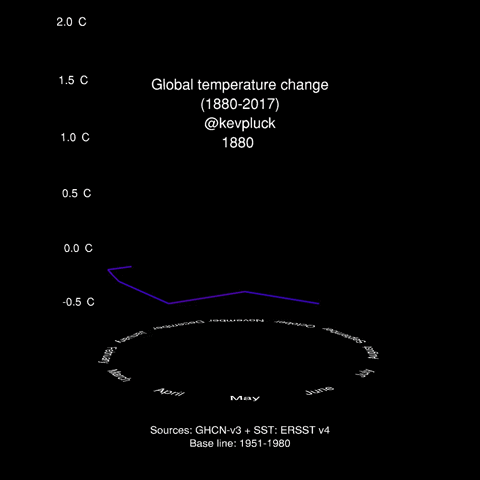 2.0 C
1.5 C
Global temperature change
(1880-2017)
@kevpluck
1880
1.0 C
0.5 C
0.0 C
-0.5 C
November
December
October
January
September
February
August
March
July
April
June
May
Sources: GHCN-v3 + SST: ERSST v4
Base line: 1951-1980